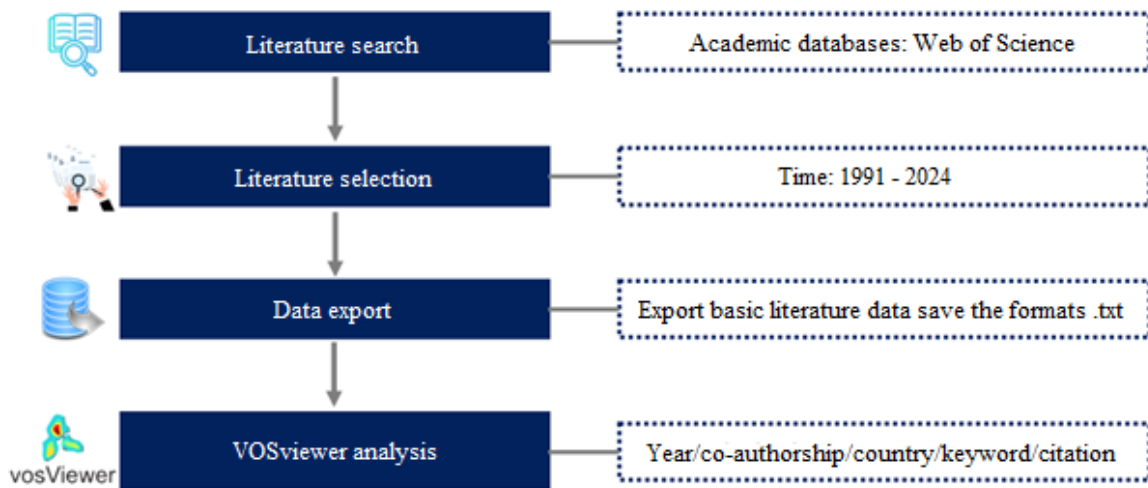 Literature search
Academic databases: Web of Science
Literature selection
Time: 1991 - 2024
Data export
Export basic literature data save the formats .txt
VOSviewer analysis
Year/co-authorship/country/keyword/citation
vosViewer